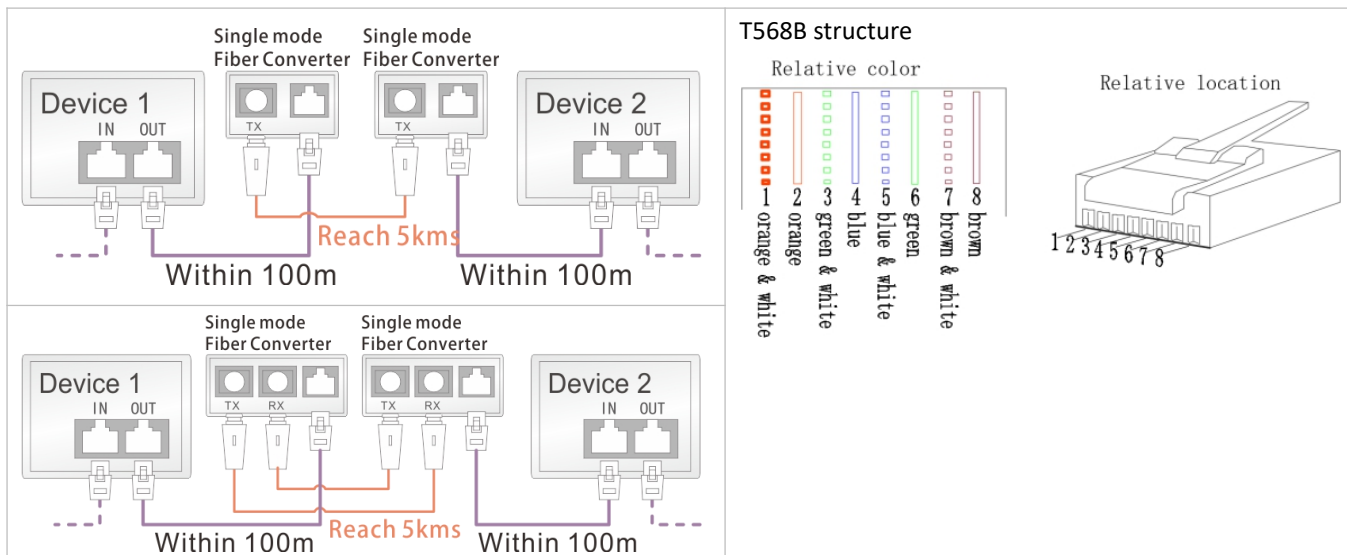 Single mode
Fiber Converter
Single mode
Fiber Converter
Device 1
IN OUT
TX
TX
Device 2
IN OUT
Reach 5kms
Within 100m
Within 100m
Single mode
Fiber Converter
Single mode
Fiber Converter
Device 1
IN OUT
TX RX
TX RX
Device 2
IN OUT
Reach 5kms
Within 100m
Within 100m
T568B structure
Relative color
1 orange & white
2 orange
3 green & white
4 blue
5 blue & white
6 green
7 brown & white
8 brown
Relative location
12345678